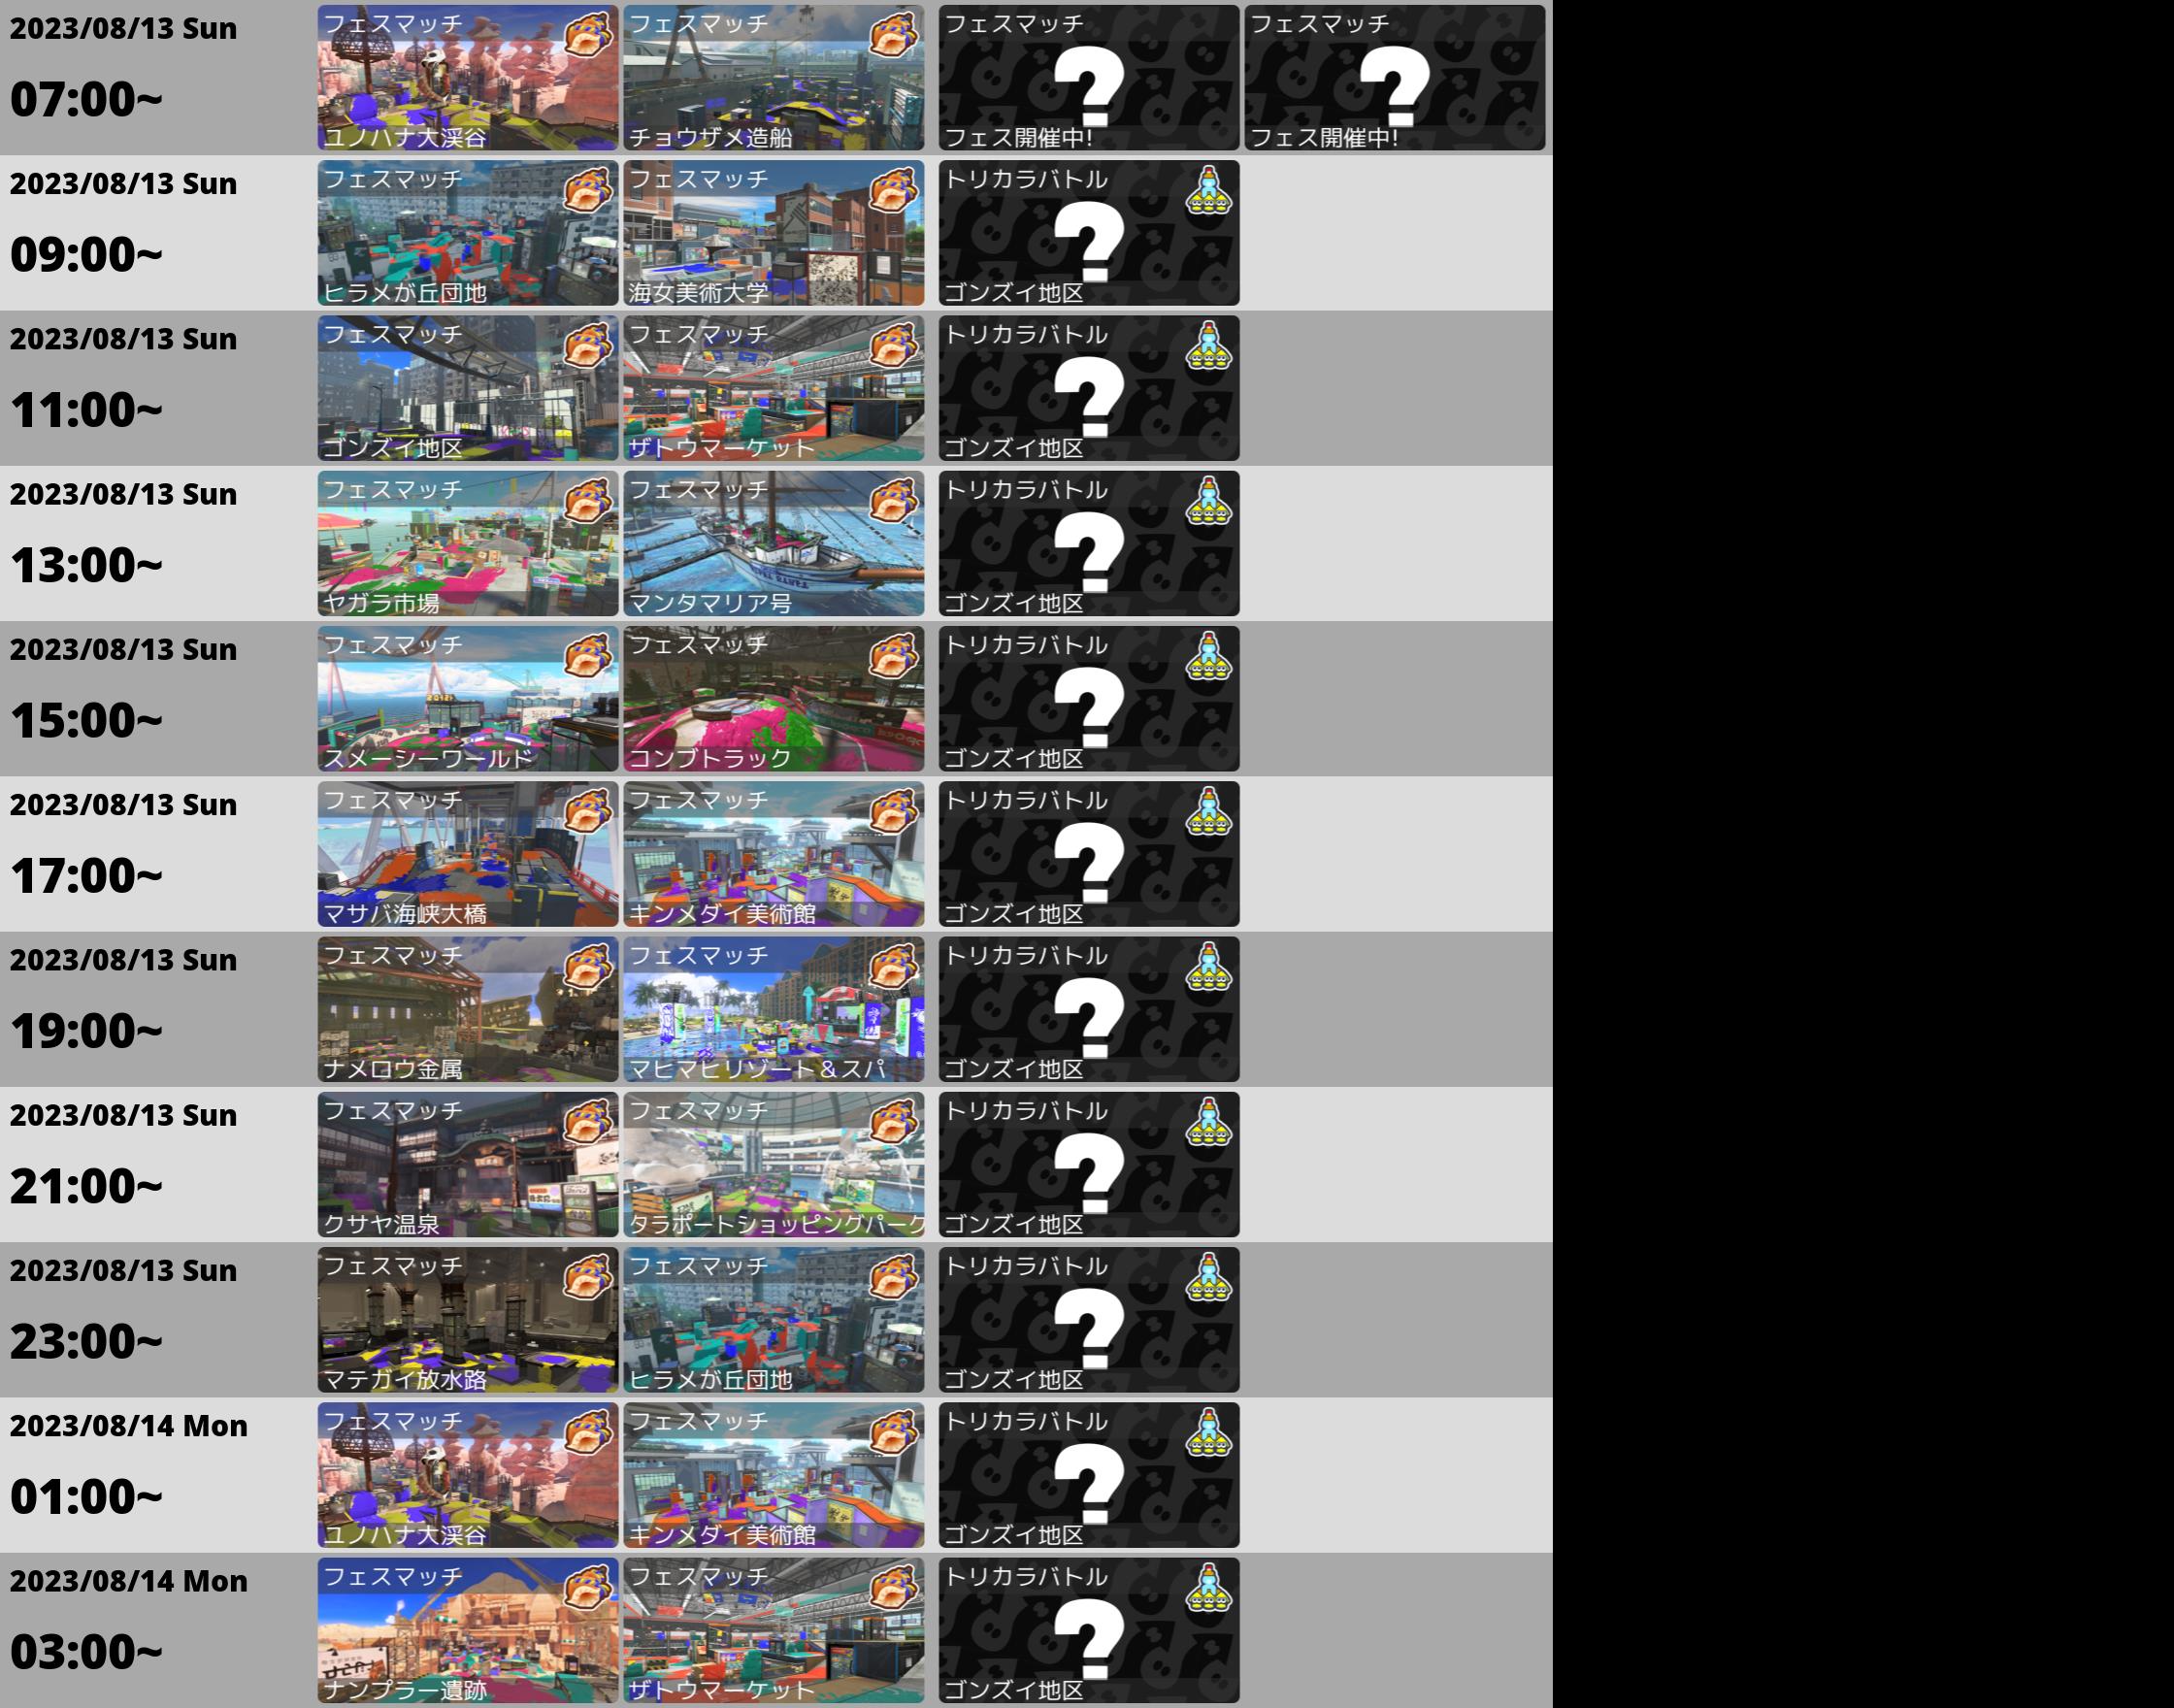 2023/08/13 Sun
07:00~
フェスマッチ
ユノハナ大渓谷
フェスマッチ
チョウザメ造船
フェスマッチ
?
フェス開催中!
フェスマッチ
?
フェス開催中!
2023/08/13 Sun
09:00~
フェスマッチ
ヒラメが丘団地
フェスマッチ
海女美術大学
トリカラバトル
?
ゴンズイ地区
2023/08/13 Sun
11:00~
フェスマッチ
ゴンズイ地区
フェスマッチ
ザトウマーケット
トリカラバトル
?
ゴンズイ地区
2023/08/13 Sun
13:00~
フェスマッチ
ヤガラ市場
フェスマッチ
マンタマリア号
トリカラバトル
?
ゴンズイ地区
2023/08/13 Sun
15:00~
フェスマッチ
スメーシーワールド
フェスマッチ
コンブトラック
トリカラバトル
?
ゴンズイ地区
2023/08/13 Sun
17:00~
フェスマッチ
マサバ海峡大橋
フェスマッチ
キンメダイ美術館
トリカラバトル
?
ゴンズイ地区
2023/08/13 Sun
19:00~
フェスマッチ
ナメロウ金属
フェスマッチ
マヒマヒリゾート＆スパ
トリカラバトル
?
ゴンズイ地区
2023/08/13 Sun
21:00~
フェスマッチ
クサヤ温泉
フェスマッチ
タラポートショッピングパーク
トリカラバトル
?
ゴンズイ地区
2023/08/13 Sun
23:00~
フェスマッチ
マテガイ放水路
フェスマッチ
ヒラメが丘団地
トリカラバトル
?
ゴンズイ地区
2023/08/14 Mon
01:00~
フェスマッチ
ユノハナ大渓谷
フェスマッチ
キンメダイ美術館
トリカラバトル
?
ゴンズイ地区
2023/08/14 Mon
03:00~
フェスマッチ
ナンプラー遺跡
フェスマッチ
ザトウマーケット
トリカラバトル
?
ゴンズイ地区